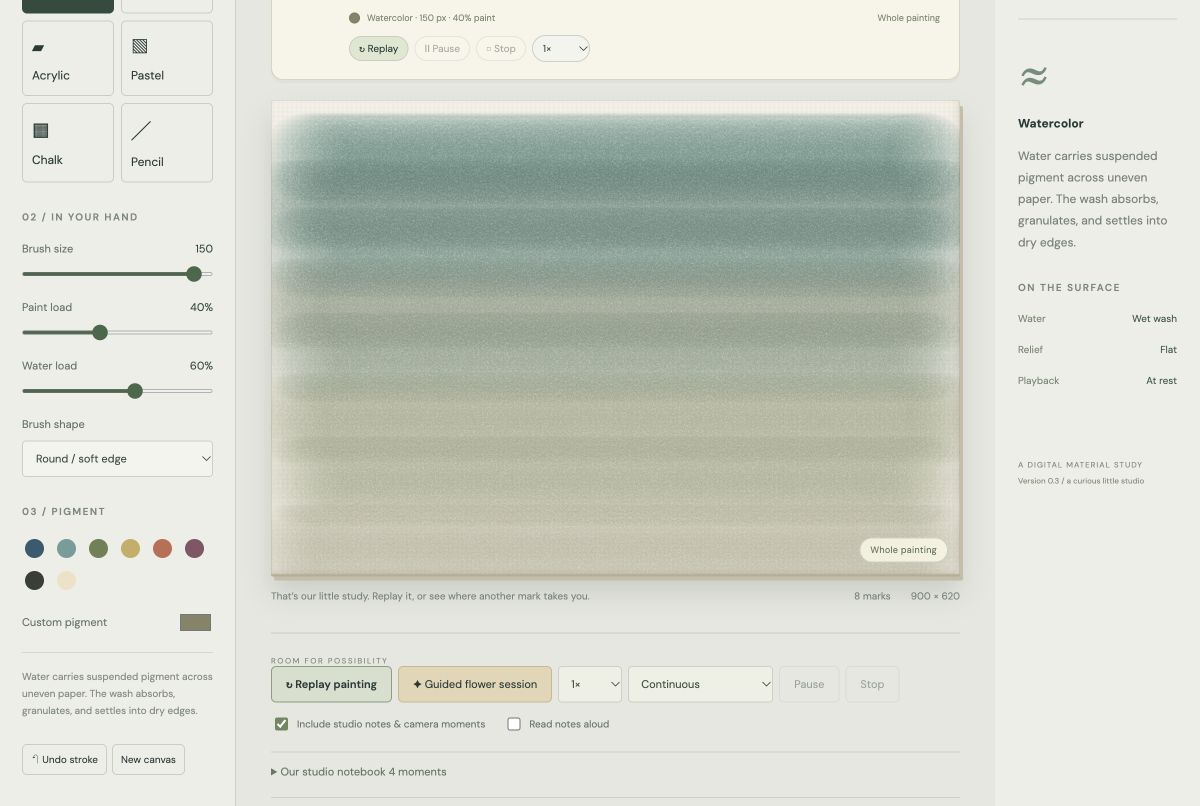 Acrylic
Pastel
Chalk
Pencil
02 / IN YOUR HAND
Brush size 150
Paint load 40%
Water load 60%
Brush shape
Round / soft edge
03 / PIGMENT
Custom pigment
Water carries suspended pigment across
uneven paper. The wash absorbs,
granulates, and settles into dry edges.
Undo stroke
New canvas
Watercolor · 150 px · 40% paint
Whole painting
↻ Replay
II Pause
▫ Stop
1×
Whole painting
That's our little study. Replay it, or see where another mark takes you.
8 marks
900 × 620
ROOM FOR POSSIBILITY
↻ Replay painting
✦ Guided flower session
1×
Continuous
Pause
Stop
Include studio notes & camera moments
Read notes aloud
▶ Our studio notebook 4 moments
Watercolor
Water carries suspended
pigment across uneven
paper. The wash absorbs,
granulates, and settles into
dry edges.
ON THE SURFACE
Water Wet wash
Relief Flat
Playback At rest
A DIGITAL MATERIAL STUDY
Version 0.3 / a curious little studio